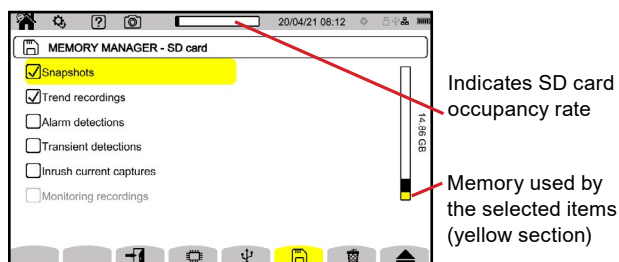 20/04/21 08:12
MEMORY MANAGER - SD card
Snapshots
Trend recordings
Alarm detections
Transient detections
Inrush current captures
Monitoring recordings
14.86 GB
Indicates SD card
occupancy rate
Memory used by
the selected items
(yellow section)